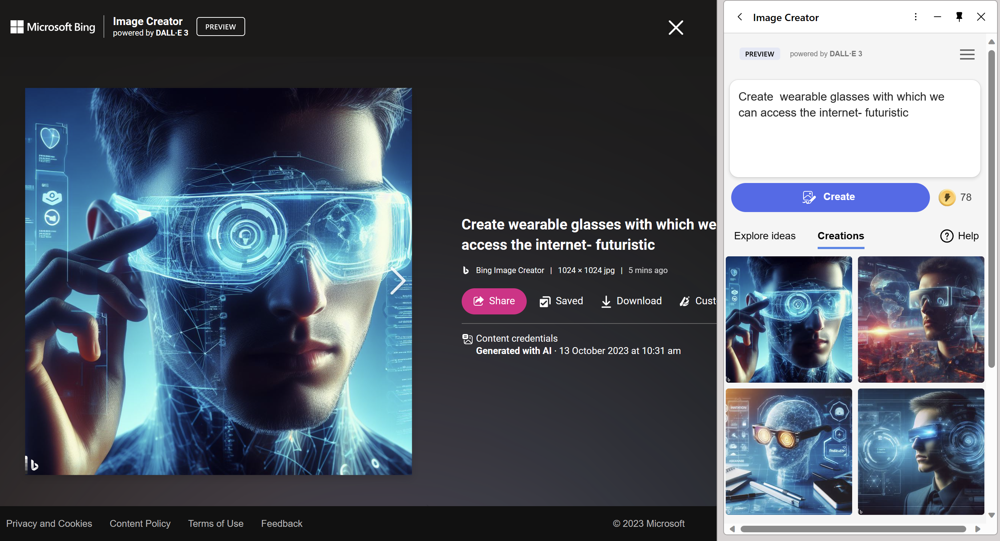 Microsoft Bing
Image Creator
powered by DALL·E 3
PREVIEW
Create wearable glasses with which we
access the internet- futuristic
Bing Image Creator | 1024 × 1024 jpg | 5 mins ago
Share
Saved
Download
Cust
Content credentials
Generated with AI · 13 October 2023 at 10:31 am
Privacy and Cookies
Content Policy
Terms of Use
Feedback
© 2023 Microsoft
Image Creator
PREVIEW
powered by DALL·E 3
Create  wearable glasses with which we
can access the internet- futuristic
Create
78
Explore ideas
Creations
Help
INNTATION
ABEANNEE